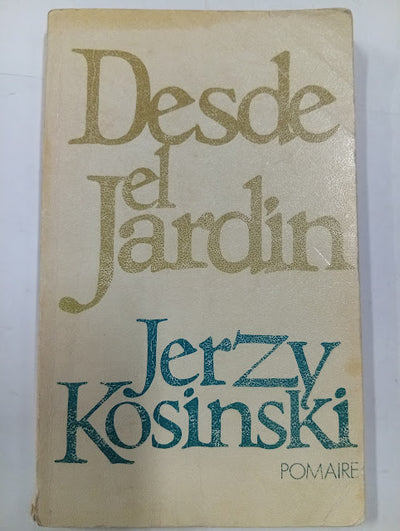 Desde
el
Jardin
Jerzy
Kosinski
POMAIRE